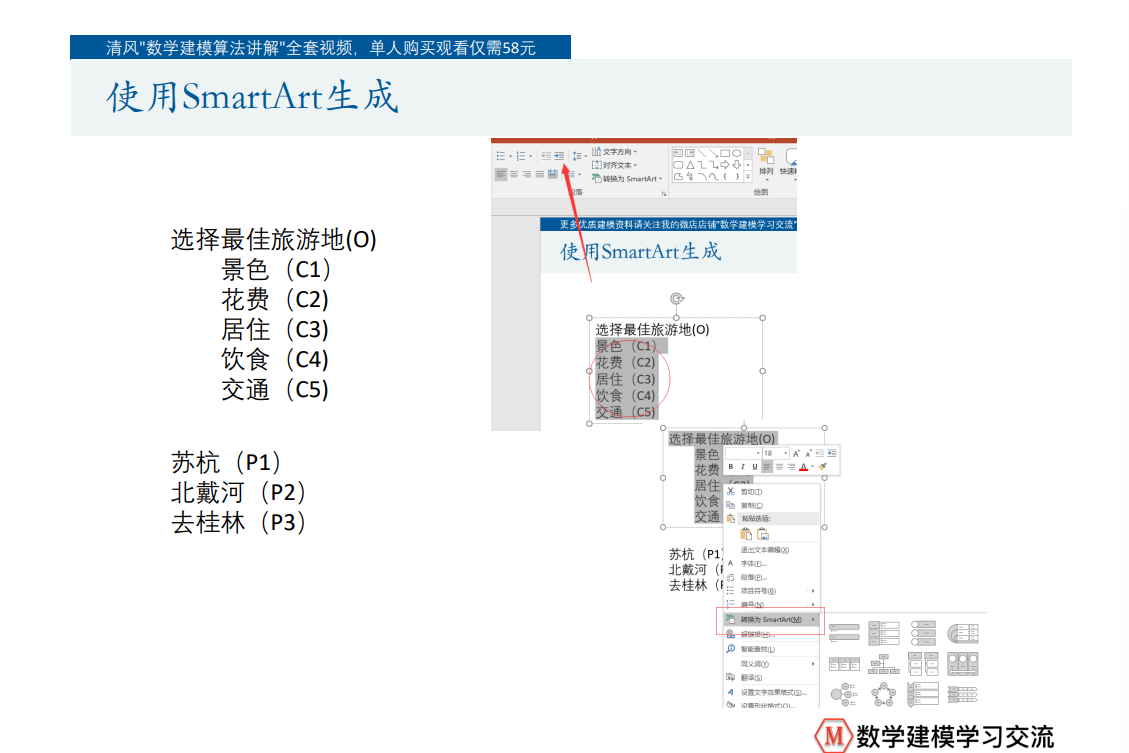 清风"数学建模算法讲解"全套视频，单人购买观看仅需58元
使用SmartArt生成
选择最佳旅游地(O)
景色（C1）
花费（C2)
居住（C3)
饮食（C4)
交通（C5)
苏杭（P1）
北戴河（P2）
去桂林（P3）
文字方向
对齐文本
转换为 SmartArt
段落
排列
绘图
更多优质建模资料请关注我的微店店铺"数学建模学习交流"
使用SmartArt生成
选择最佳旅游地(O)
景色（C1）
花费（C2)
居住（C3)
饮食（C4)
交通（C5)
选择最佳旅游地(O)
景色
花费
居住
饮食
交通
18
B I U A
苏杭（P1）
北戴河
去桂林
剪切(T)
复制(C)
粘贴选项:
退出文本编辑(X)
字体(F)...
段落(P)...
项目符号(B)
编号(N)
转换为 SmartArt(M)
超链接(H)...
智能查找(L)
同义词(Y)
翻译(S)
设置文字效果格式(S)...
设置形状格式(O)...
M 数学建模学习交流